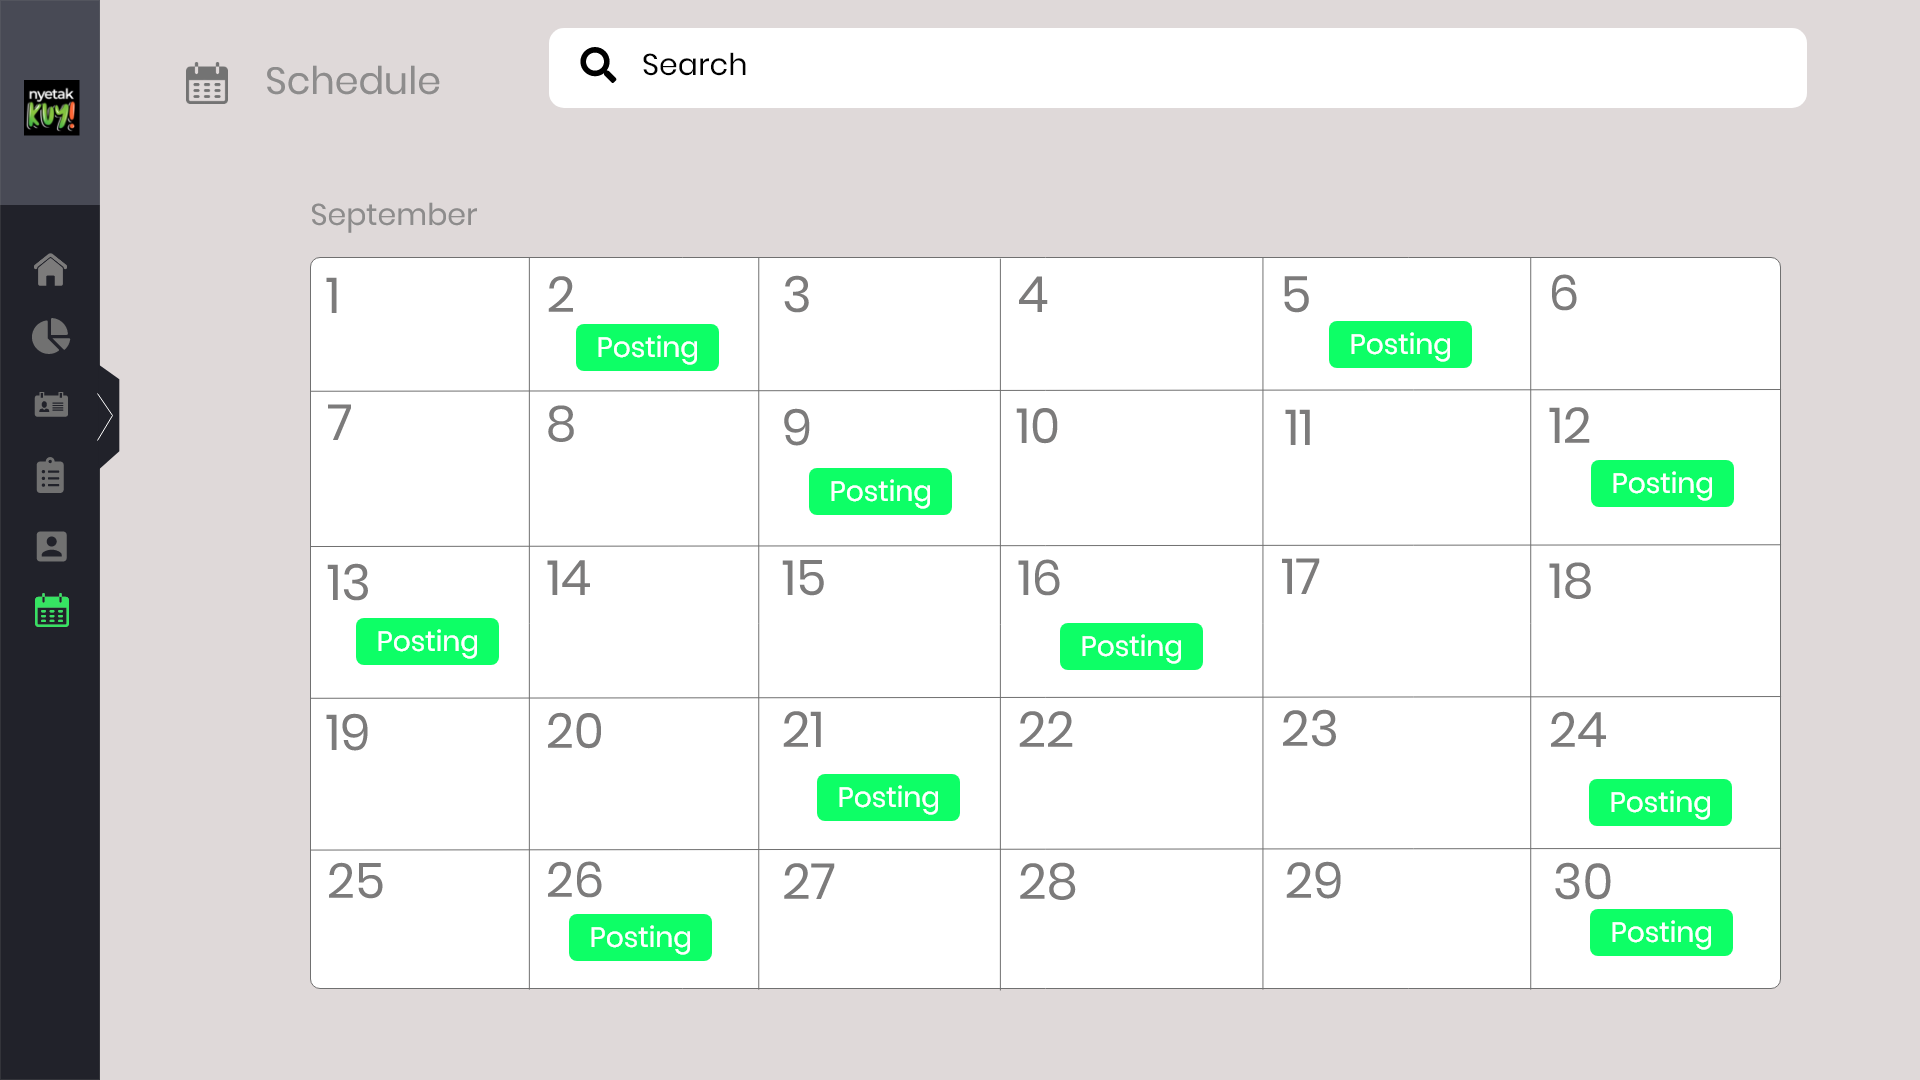 nyetak
KUY!
Schedule
Search
September
1 2 3 4 5 6
Posting Posting
7 8 9 10 11 12
Posting Posting
13 14 15 16 17 18
Posting Posting
19 20 21 22 23 24
Posting Posting
25 26 27 28 29 30
Posting Posting